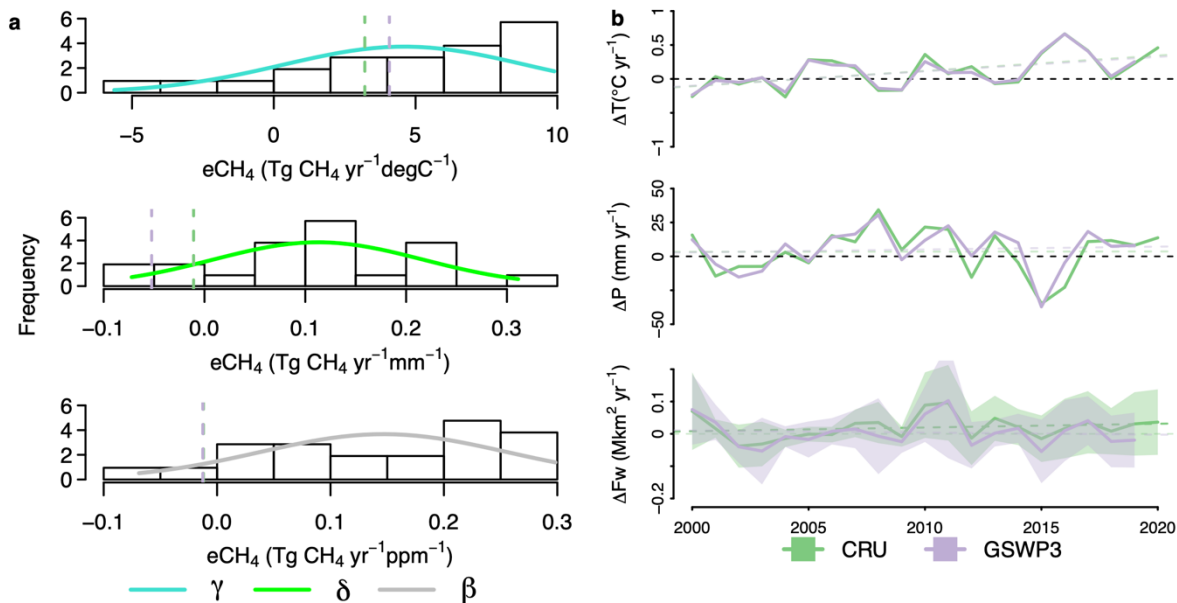 a
6
4
2
0
−5 0 5 10
eCH₄ (Tg CH₄ yr⁻¹degC⁻¹)
Frequency
6
4
2
0
−0.1 0.0 0.1 0.2 0.3
eCH₄ (Tg CH₄ yr⁻¹mm⁻¹)
6
4
2
0
−0.1 0.0 0.1 0.2 0.3
eCH₄ (Tg CH₄ yr⁻¹ppm⁻¹)
γ δ β
b
ΔT(°C yr⁻¹)
1
0.5
0
−1
ΔP (mm yr⁻¹)
50
25
0
−50
ΔFw (Mkm² yr⁻¹)
0.1
0
−0.2
2000 2005 2010 2015 2020
CRU GSWP3